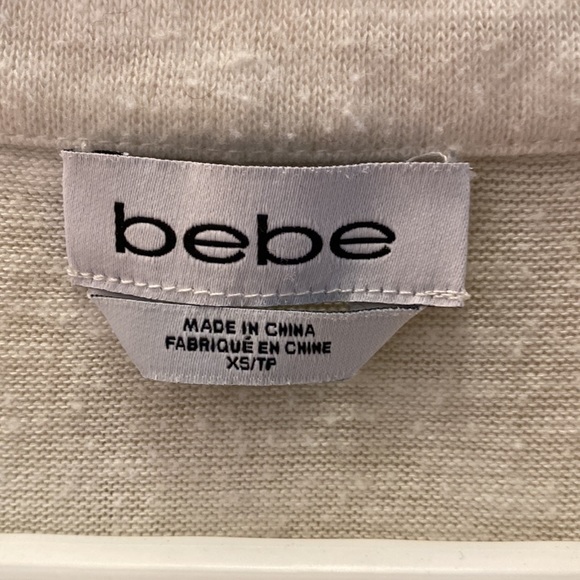 bebe
MADE IN CHINA
FABRIQUÉ EN CHINE
XS/TP